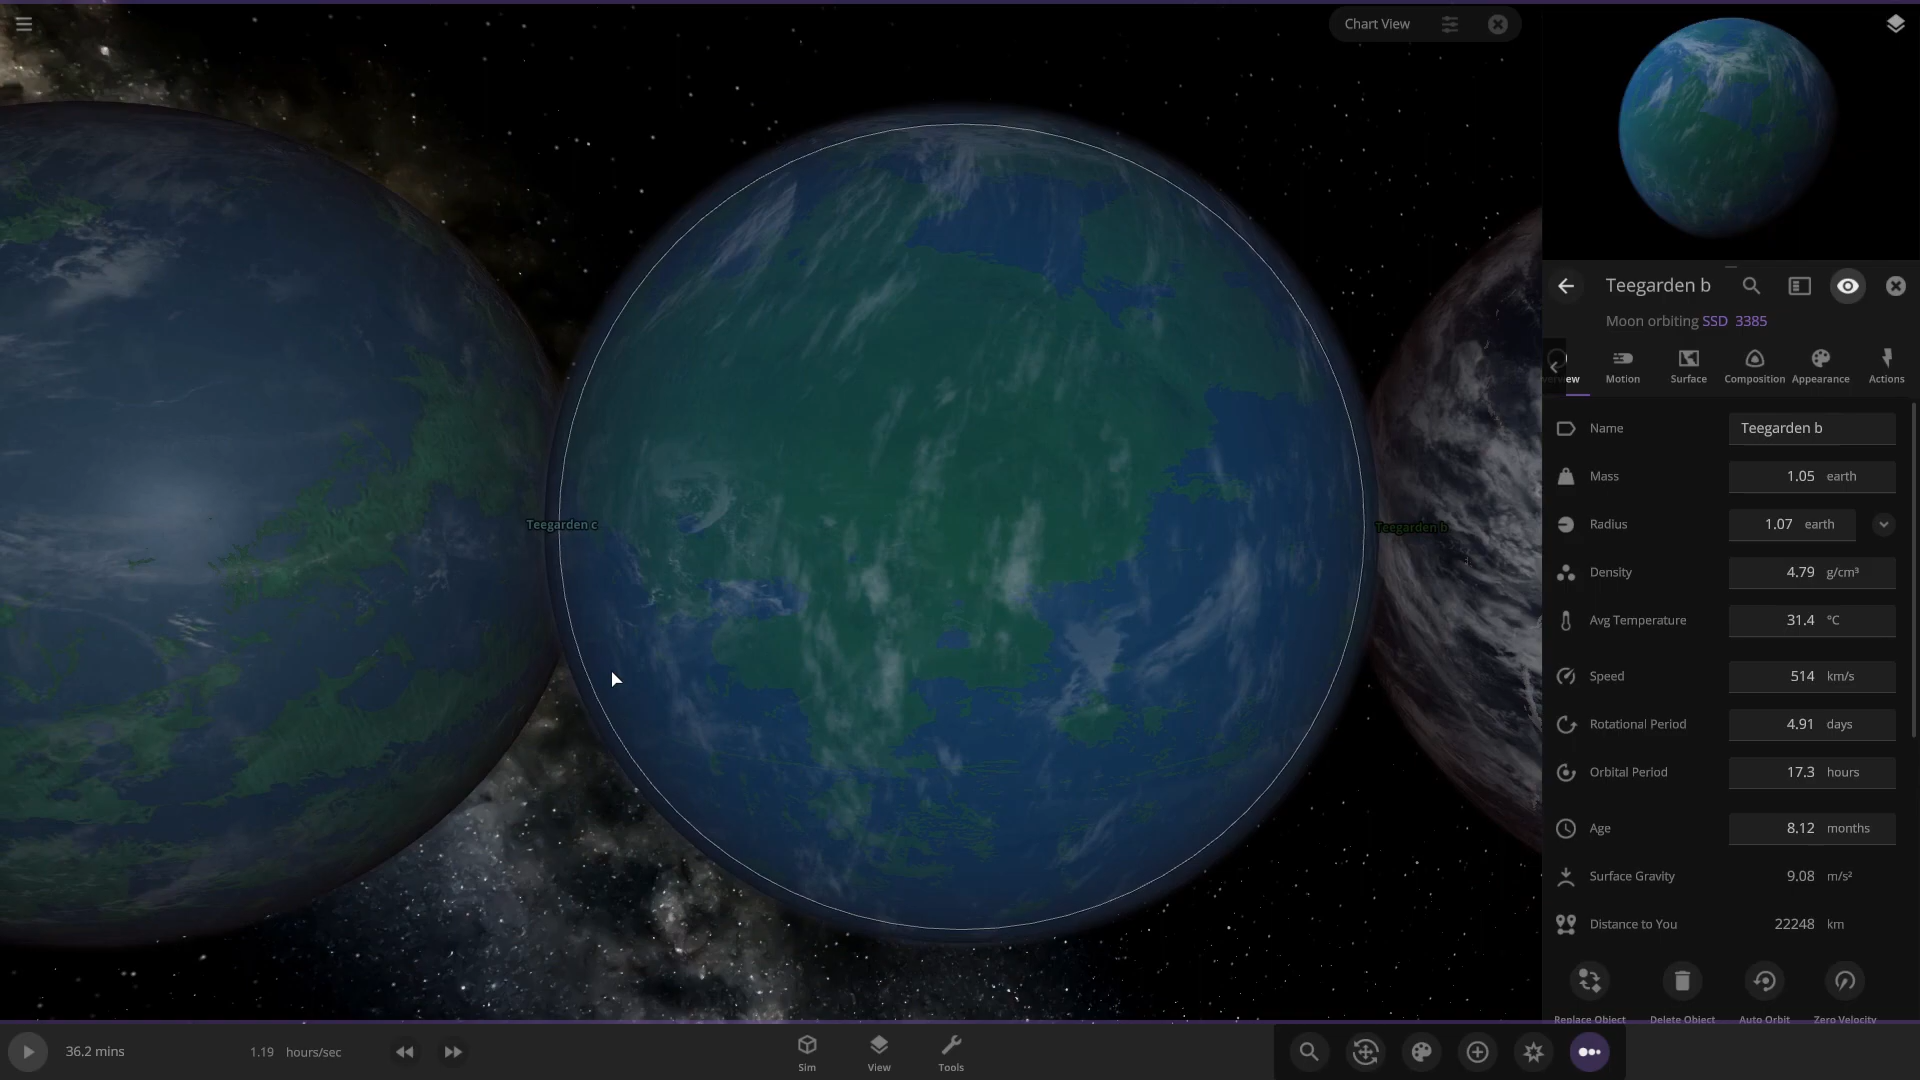 Chart View
Teegarden b
Moon orbiting SSD 3385
Motion
Surface
Composition
Appearance
Actions
Name Teegarden b
Mass 1.05 earth
Radius 1.07 earth
Density 4.79 g/cm³
Avg Temperature 31.4 °C
Speed 514 km/s
Rotational Period 4.91 days
Orbital Period 17.3 hours
Age 8.12 months
Surface Gravity 9.08 m/s²
Distance to You 22248 km
Replace Object
Delete Object
Auto Orbit
Zero Velocity
Teegarden c
Teegarden b
36.2 mins
1.19 hours/sec
Sim
View
Tools